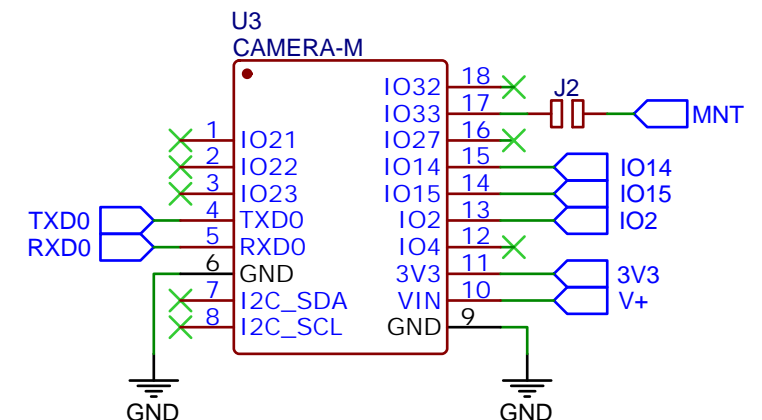 U3
CAMERA-M
IO32 18
IO33 17 J2 MNT
1 IO21 IO27 16
2 IO22 IO14 15 IO14
3 IO23 IO15 14 IO15
TXD0 4 TXD0 IO2 13 IO2
RXD0 5 RXD0 IO4 12
6 GND 3V3 11 3V3
7 I2C_SDA VIN 10 V+
8 I2C_SCL GND 9
GND GND